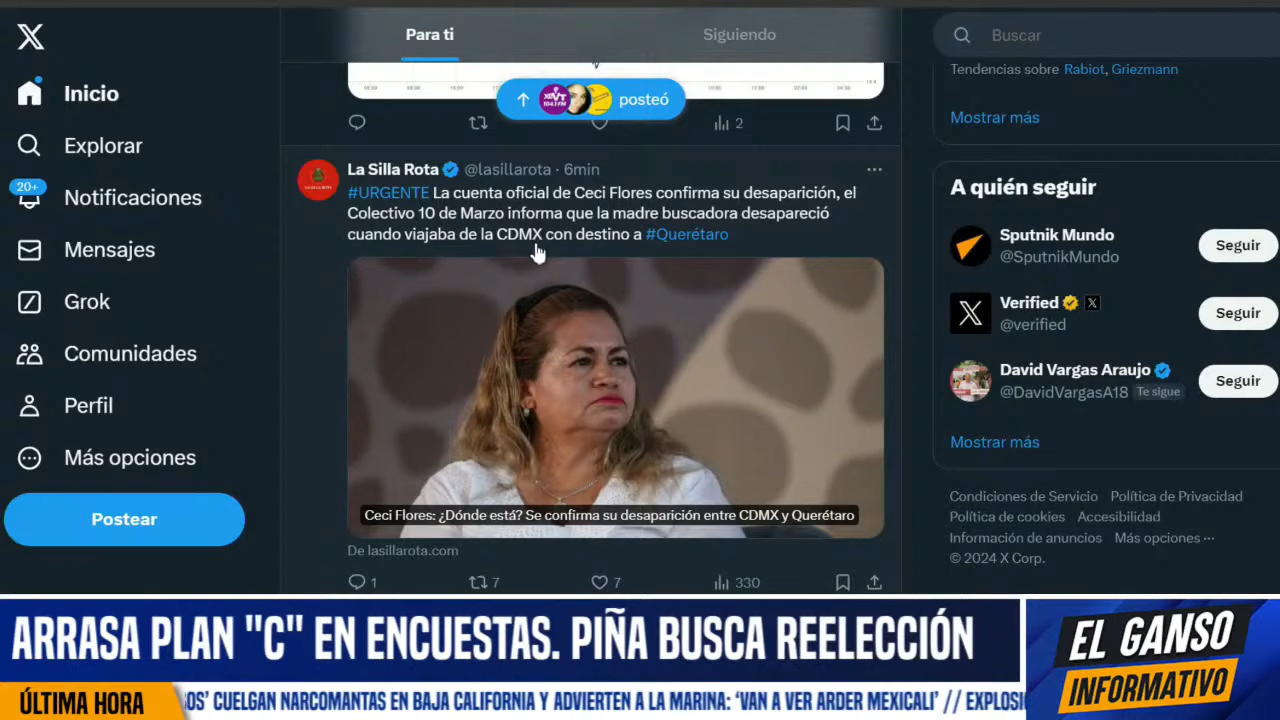 Para ti
Siguiendo
Buscar
Inicio
Explorar
20+
Notificaciones
Mensajes
Grok
Comunidades
Perfil
Más opciones
Postear
XEVT
104.1 FM
posteó
2
La Silla Rota @lasillarota · 6min
#URGENTE La cuenta oficial de Ceci Flores confirma su desaparición, el
Colectivo 10 de Marzo informa que la madre buscadora desapareció
cuando viajaba de la CDMX con destino a #Querétaro
Ceci Flores: ¿Dónde está? Se confirma su desaparición entre CDMX y Querétaro
De lasillarota.com
1 7 7 330
Tendencias sobre Rabiot, Griezmann
Mostrar más
A quién seguir
Sputnik Mundo
@SputnikMundo
Seguir
Verified
@verified
Seguir
David Vargas Araujo
@DavidVargasA18 Te sigue
Seguir
Mostrar más
Condiciones de Servicio Política de Privacidad
Política de cookies Accesibilidad
Información de anuncios Más opciones ···
© 2024 X Corp.
ARRASA PLAN "C" EN ENCUESTAS. PIÑA BUSCA REELECCIÓN
EL GANSO
INFORMATIVO
ÚLTIMA HORA
OS' CUELGAN NARCOMANTAS EN BAJA CALIFORNIA Y ADVIERTEN A LA MARINA: 'VAN A VER ARDER MEXICALI' // EXPLOSI